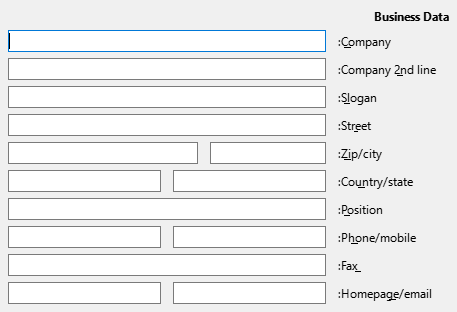 Business Data
:Company
:Company 2nd line
:Slogan
:Street
:Zip/city
:Country/state
:Position
:Phone/mobile
:Fax
:Homepage/email